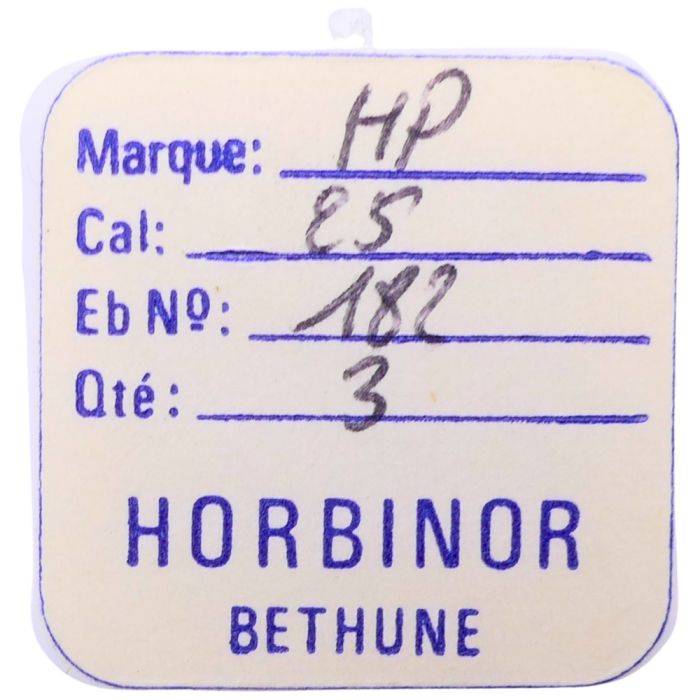 Marque: HP
Cal: 25
Eb Nº: 182
Qté: 3
HORBINOR
BETHUNE